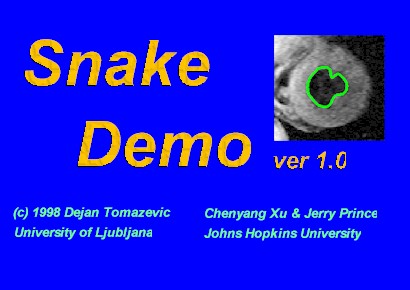 Snake
Demo
ver 1.0
(c) 1998 Dejan Tomazevic
University of Ljubljana
Chenyang Xu & Jerry Prince
Johns Hopkins University